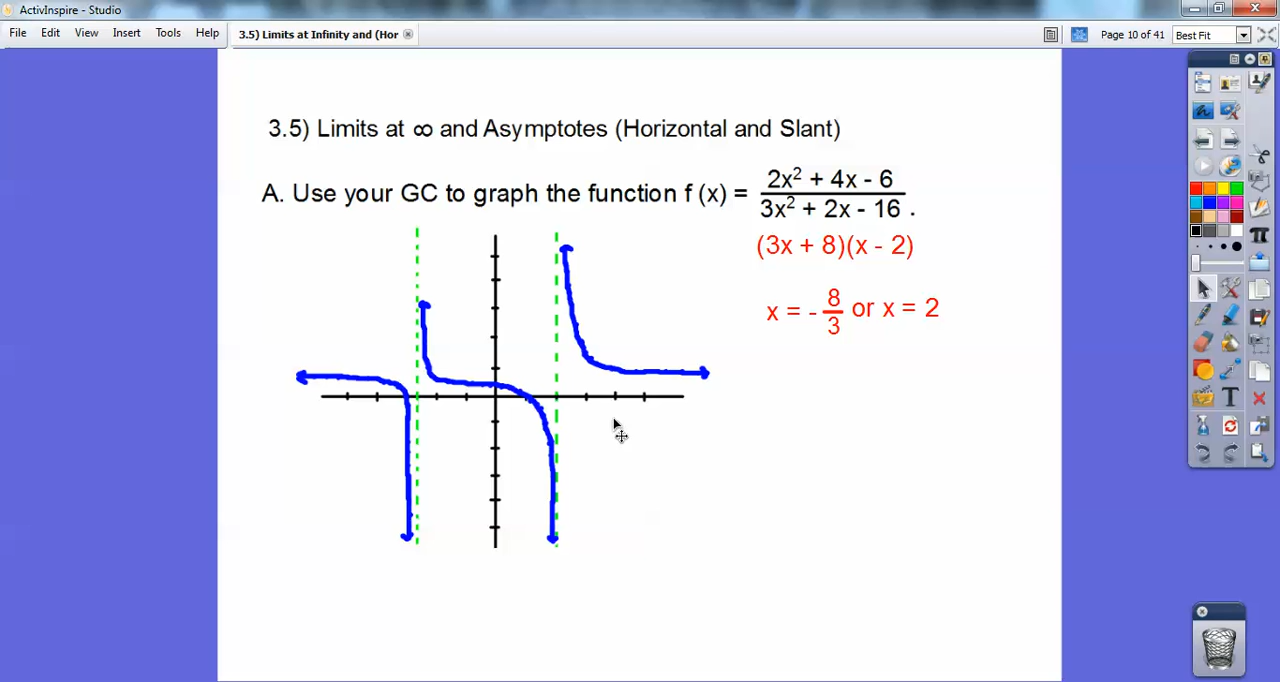 ActivInspire - Studio
File Edit View Insert Tools Help
3.5) Limits at Infinity and (Hor
Page 10 of 41
Best Fit
3.5) Limits at ∞ and Asymptotes (Horizontal and Slant)
A. Use your GC to graph the function f (x) = (2x² + 4x - 6)/(3x² + 2x - 16) .
(3x + 8)(x - 2)
x = - 8/3 or x = 2